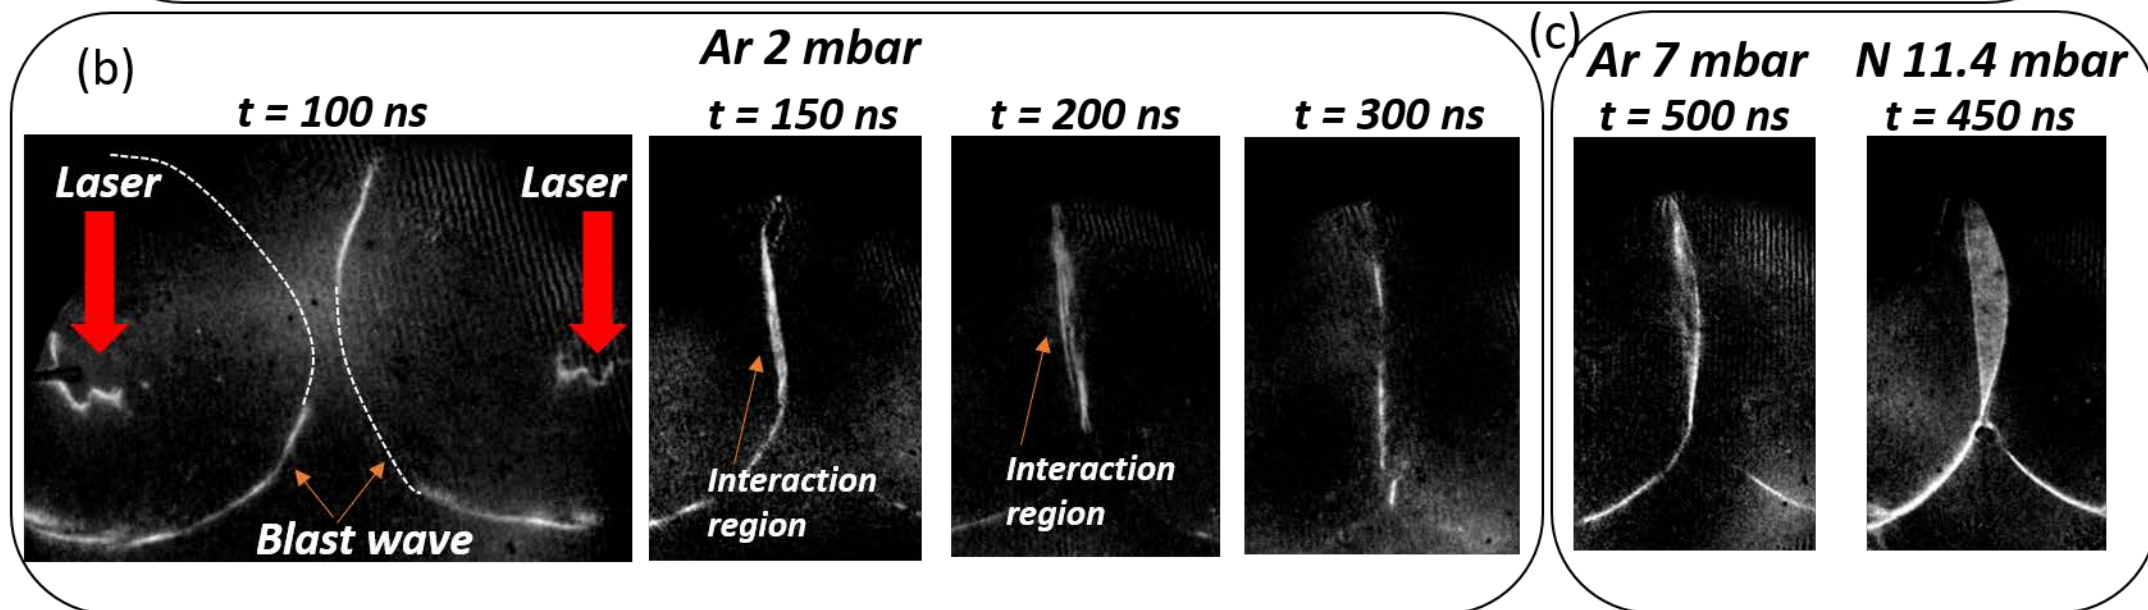 (b)
Ar 2 mbar
t = 100 ns
t = 150 ns
t = 200 ns
t = 300 ns
Laser
Laser
Blast wave
Interaction
region
Interaction
region
(c)
Ar 7 mbar
t = 500 ns
N 11.4 mbar
t = 450 ns